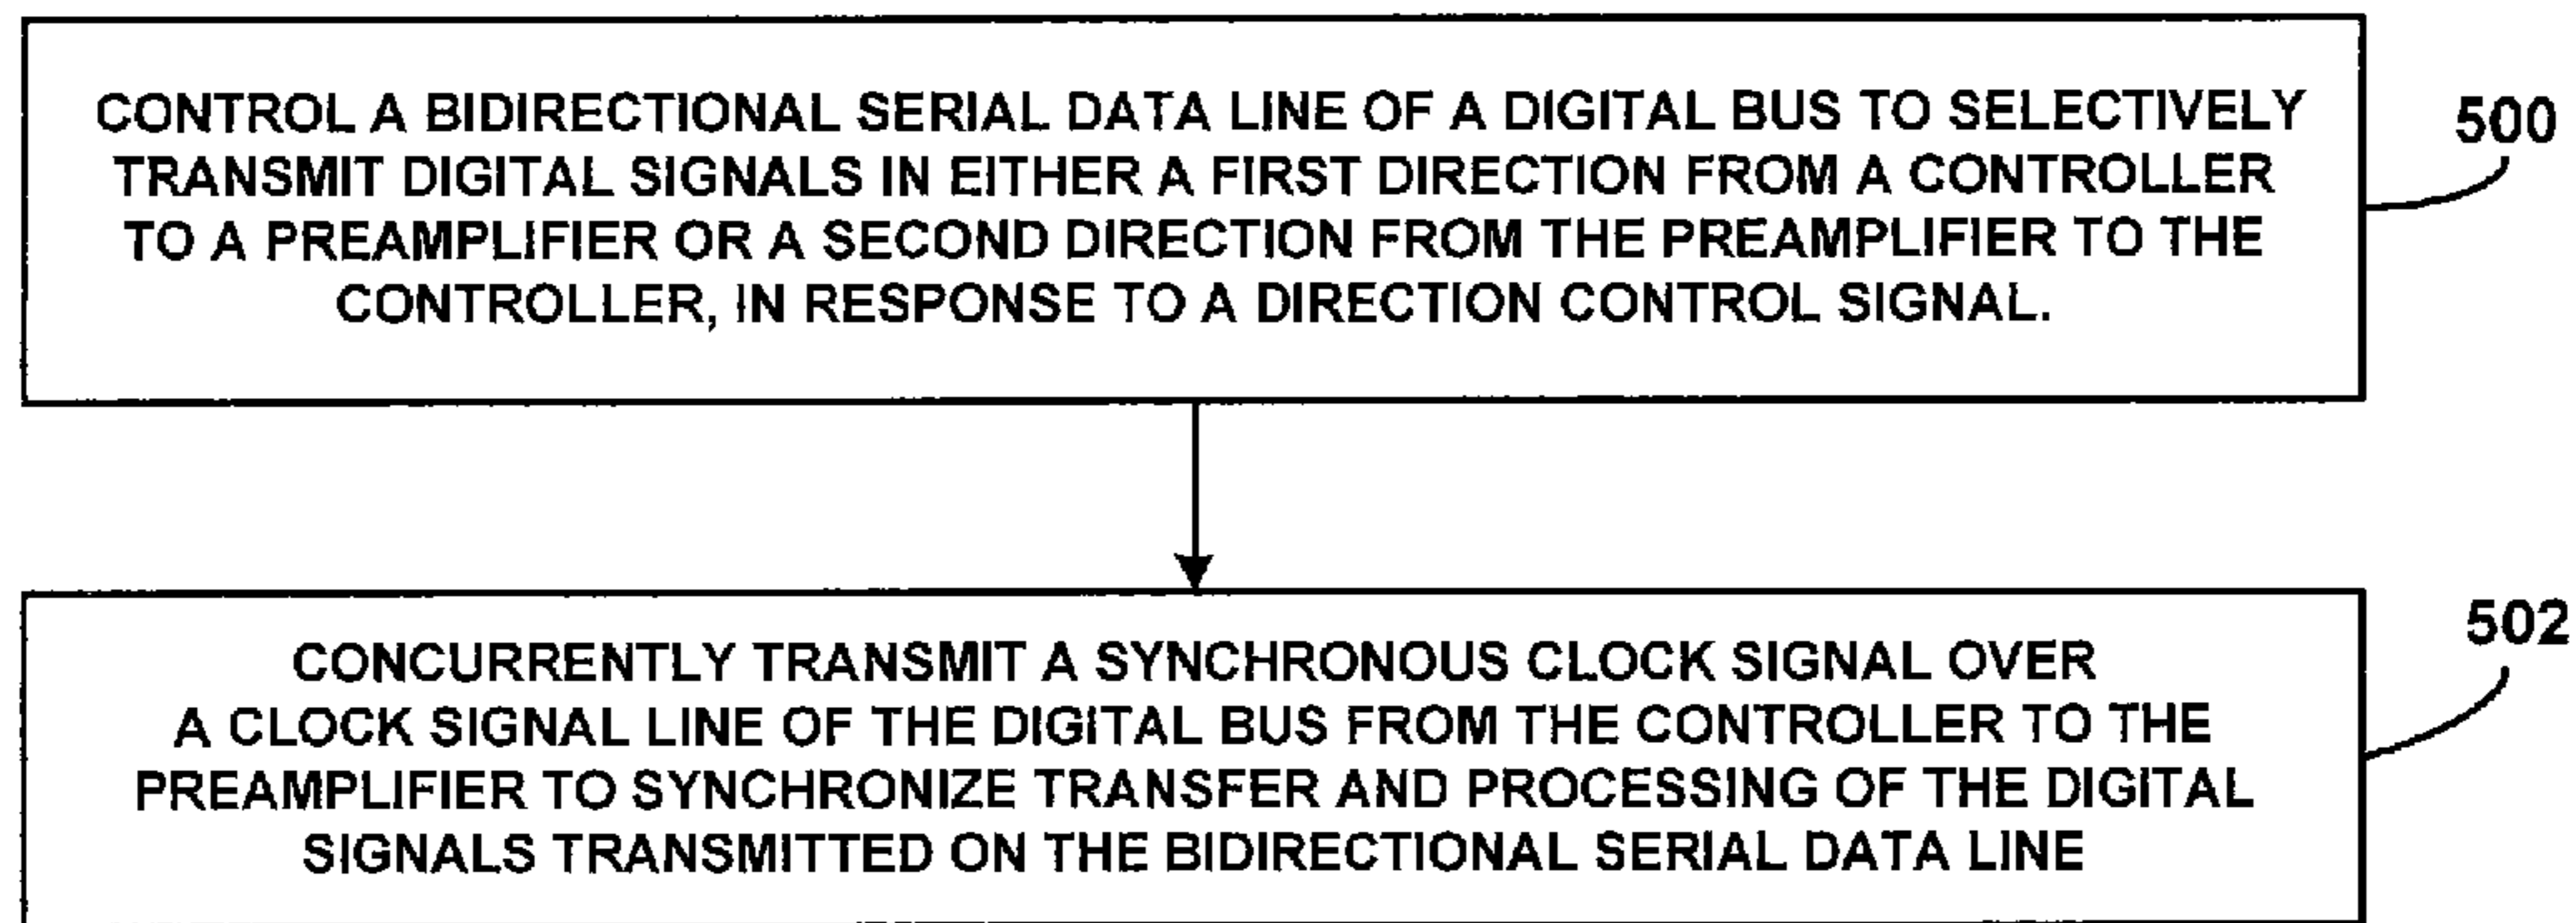 CONTROL A BIDIRECTIONAL SERIAL DATA LINE OF A DIGITAL BUS TO SELECTIVELY
TRANSMIT DIGITAL SIGNALS IN EITHER A FIRST DIRECTION FROM A CONTROLLER
TO A PREAMPLIFIER OR A SECOND DIRECTION FROM THE PREAMPLIFIER TO THE
CONTROLLER, IN RESPONSE TO A DIRECTION CONTROL SIGNAL.
500
CONCURRENTLY TRANSMIT A SYNCHRONOUS CLOCK SIGNAL OVER
A CLOCK SIGNAL LINE OF THE DIGITAL BUS FROM THE CONTROLLER TO THE
PREAMPLIFIER TO SYNCHRONIZE TRANSFER AND PROCESSING OF THE DIGITAL
SIGNALS TRANSMITTED ON THE BIDIRECTIONAL SERIAL DATA LINE
502